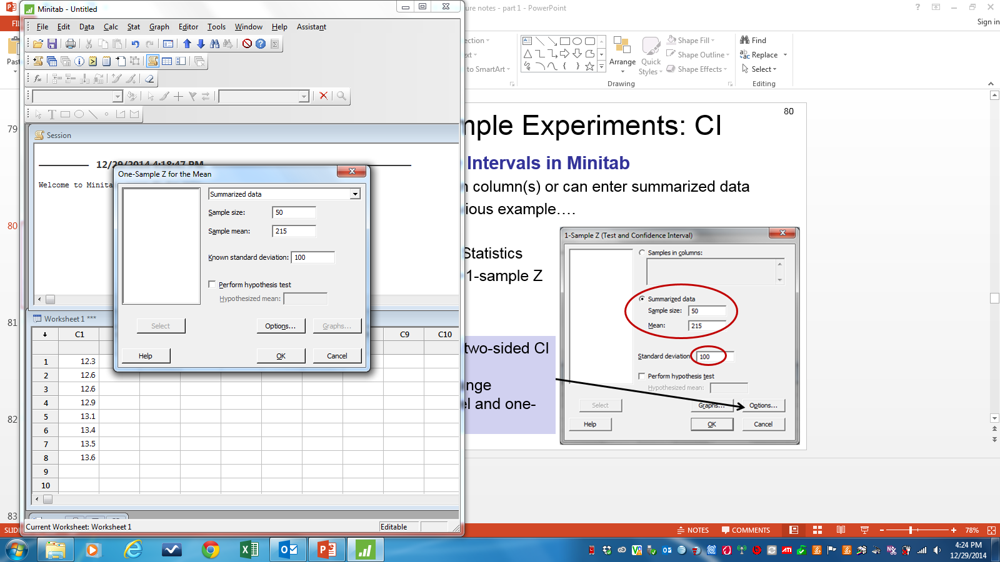 Minitab - Untitled
File Edit Data Calc Stat Graph Editor Tools Window Help Assistant
Session
12/29/2014 4:18:47 PM
Welcome to Minita
One-Sample Z for the Mean
Summarized data
Sample size: 50
Sample mean: 215
Known standard deviation: 100
Perform hypothesis test
Hypothesized mean:
Select Options... Graphs...
Help OK Cancel
Worksheet 1 ***
C1 C9 C10
1 12.3
2 12.6
3 12.6
4 12.9
5 13.1
6 13.4
7 13.5
8 13.6
9
10
Current Worksheet: Worksheet 1 Editable
ure notes - part 1 - PowerPoint
Sign in
Past
ection
ext
to SmartArt
Arrange
Quick Styles
Shape Fill
Shape Outline
Shape Effects
Drawing
Find
Replace
Select
Editing
79
80
81
82
83
80
mple Experiments: CI
Intervals in Minitab
n column(s) or can enter summarized data
ious example….
Statistics
1-sample Z
two-sided CI
nge
el and one-
1-Sample Z (Test and Confidence Interval)
Samples in columns:
Summarized data
Sample size: 50
Mean: 215
Standard deviation: 100
Perform hypothesis test
Hypothesized mean:
Select Graphs... Options...
Help OK Cancel
SLID
NOTES COMMENTS 78%
4:24 PM
12/29/2014